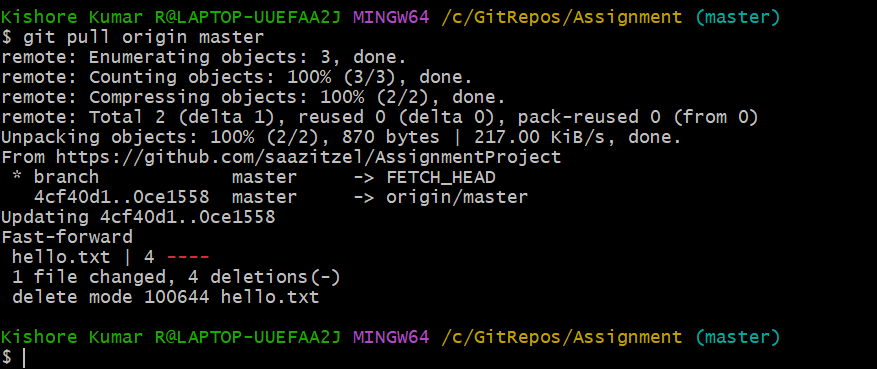 Kishore Kumar R@LAPTOP-UUEFAA2J MINGW64 /c/GitRepos/Assignment (master)
$ git pull origin master
remote: Enumerating objects: 3, done.
remote: Counting objects: 100% (3/3), done.
remote: Compressing objects: 100% (2/2), done.
remote: Total 2 (delta 1), reused 0 (delta 0), pack-reused 0 (from 0)
Unpacking objects: 100% (2/2), 870 bytes | 217.00 KiB/s, done.
From https://github.com/saazitzel/AssignmentProject
 * branch            master     -> FETCH_HEAD
   4cf40d1..0ce1558  master     -> origin/master
Updating 4cf40d1..0ce1558
Fast-forward
 hello.txt | 4 ----
 1 file changed, 4 deletions(-)
 delete mode 100644 hello.txt
Kishore Kumar R@LAPTOP-UUEFAA2J MINGW64 /c/GitRepos/Assignment (master)
$